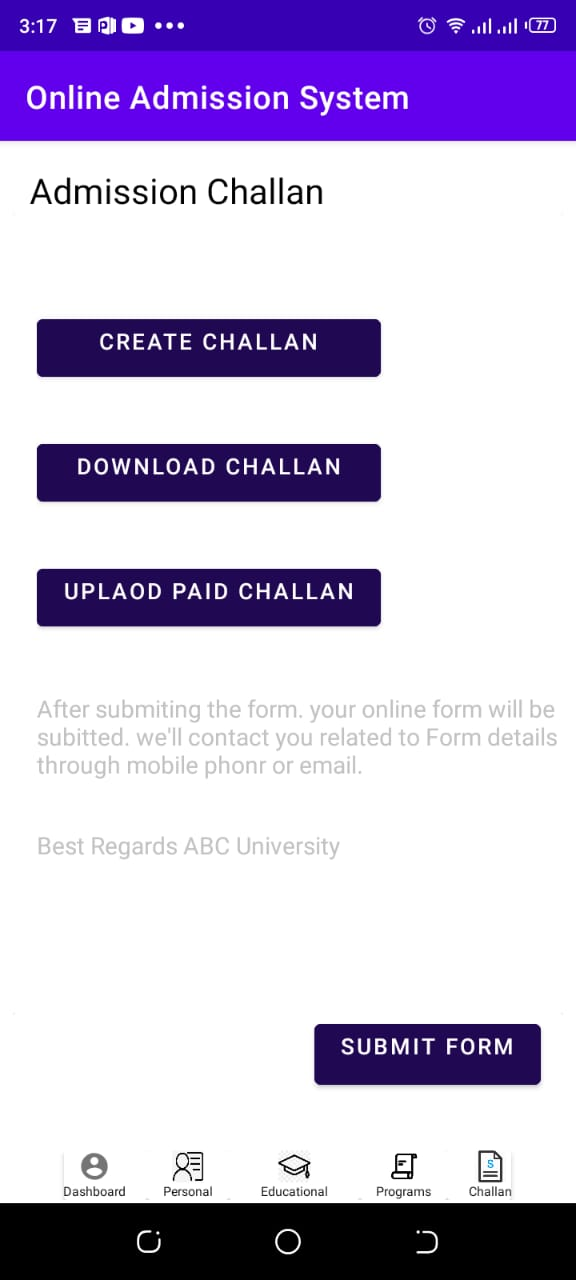 3:17
77
Online Admission System
Admission Challan
CREATE CHALLAN
DOWNLOAD CHALLAN
UPLAOD PAID CHALLAN
After submiting the form. your online form will be
subitted. we'll contact you related to Form details
through mobile phonr or email.
Best Regards ABC University
SUBMIT FORM
Dashboard
Personal
Educational
Programs
Challan